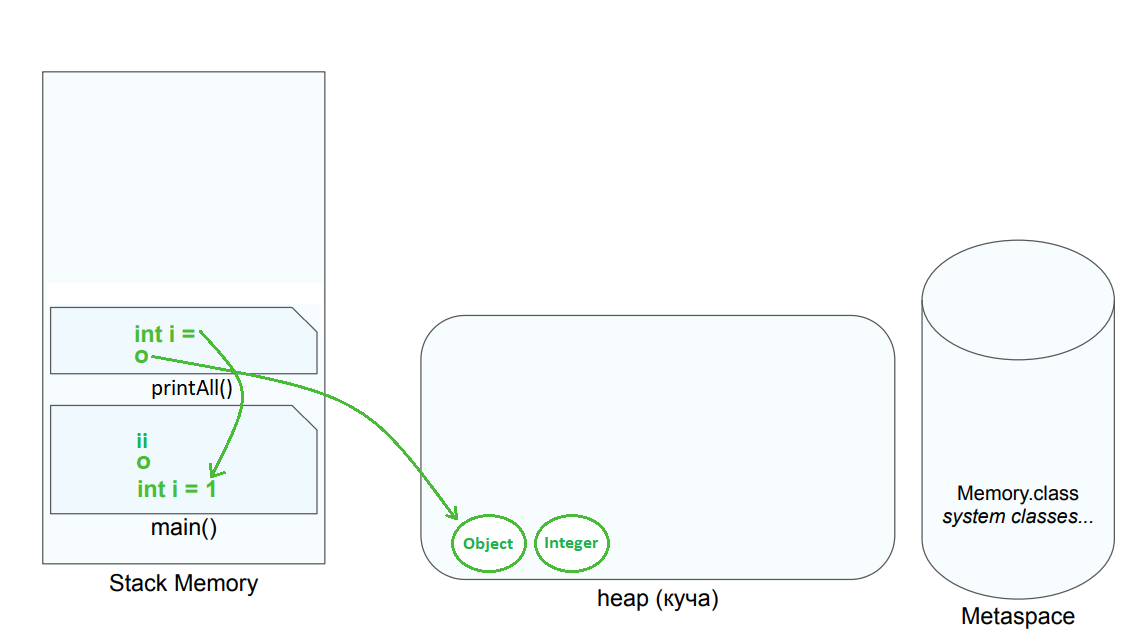 int i =
o
printAll()
ii
o
int i = 1
main()
Stack Memory
Object
Integer
heap (куча)
Memory.class
system classes...
Metaspace